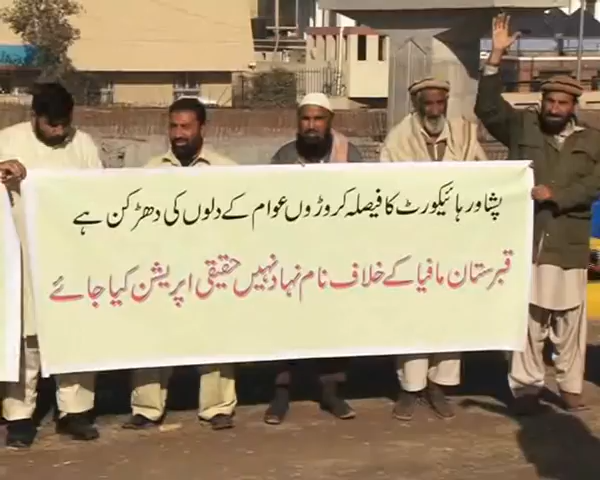 پشاور ہائیکورٹ کا فیصلہ کروڑوں عوام کے دلوں کی دھڑکن ہے
قبرستان مافیا کے خلاف نام نہاد نہیں حقیقی اپریشن کیا جائے